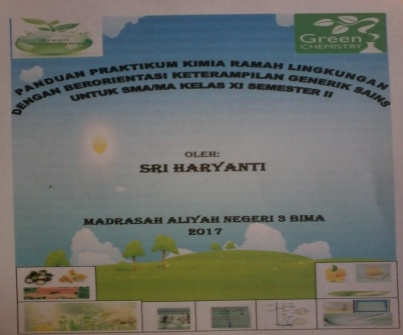 Green
CHEMISTRY
PANDUAN PRAKTIKUM KIMIA RAMAH LINGKUNGAN
DENGAN BERORIENTASI KETERAMPILAN GENERIK SAINS
UNTUK SMA/MA KELAS XI SEMESTER II
OLEH:
SRI HARYANTI
MADRASAH ALIYAH NEGERI 3 BIMA
2017